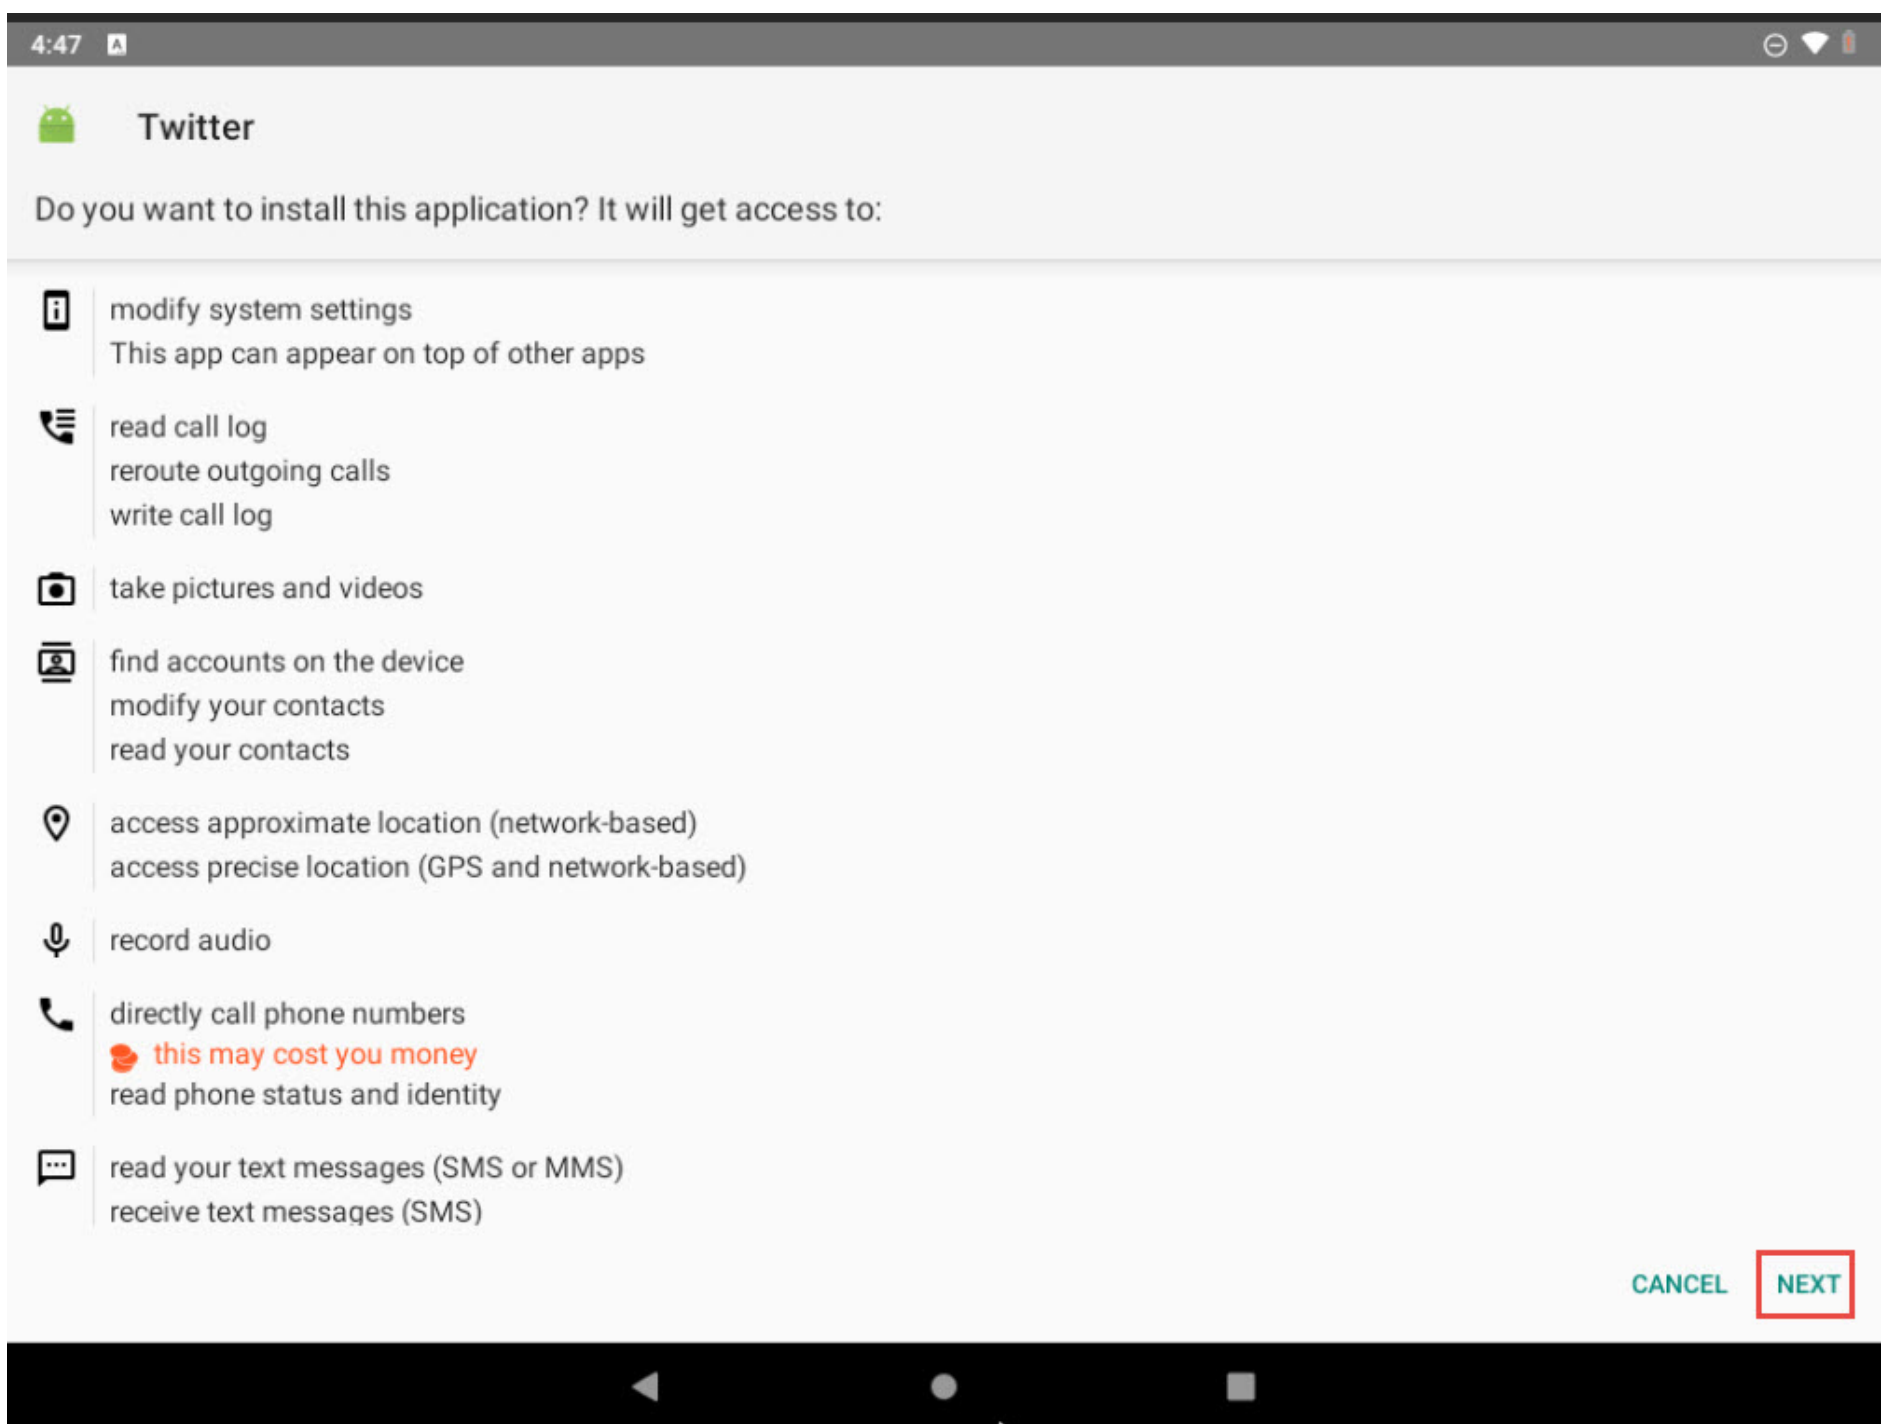 4:47 A
Twitter
Do you want to install this application? It will get access to:
modify system settings
This app can appear on top of other apps
read call log
reroute outgoing calls
write call log
take pictures and videos
find accounts on the device
modify your contacts
read your contacts
access approximate location (network-based)
access precise location (GPS and network-based)
record audio
directly call phone numbers
this may cost you money
read phone status and identity
read your text messages (SMS or MMS)
receive text messages (SMS)
CANCEL NEXT